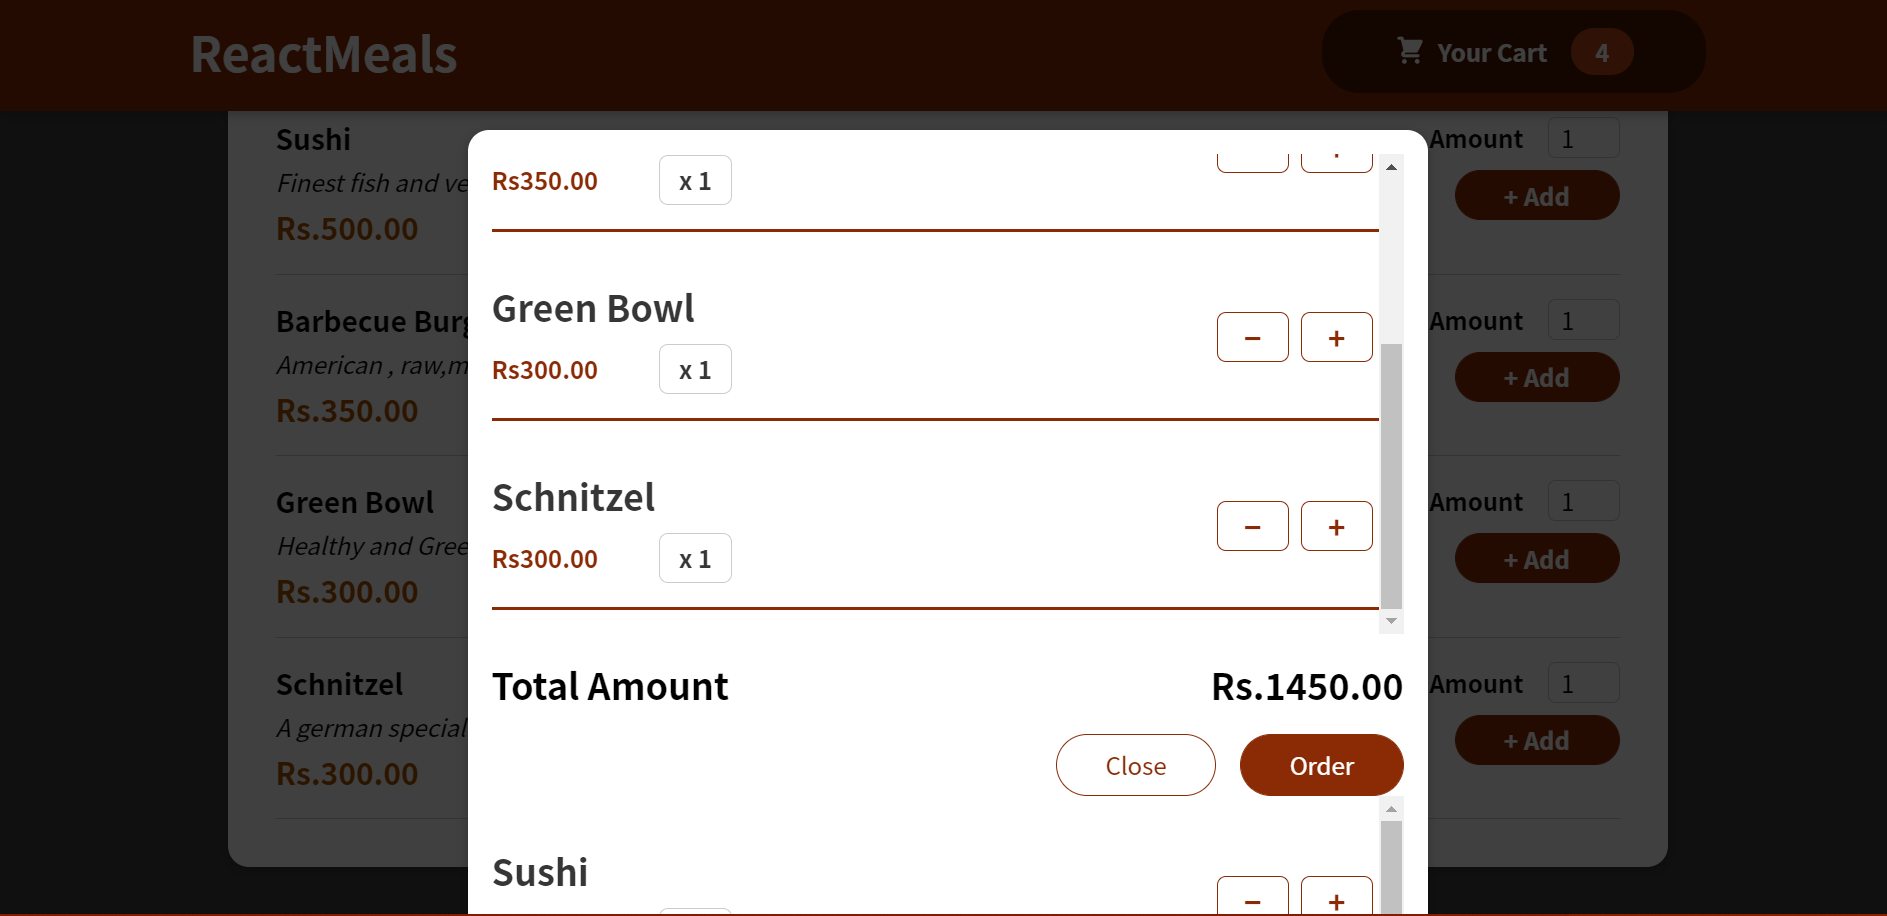 ReactMeals
Your Cart 4
Sushi
Finest fish and ve
Rs.500.00
Amount 1
+ Add
Barbecue Burg
American , raw,m
Rs.350.00
Amount 1
+ Add
Green Bowl
Healthy and Gree
Rs.300.00
Amount 1
+ Add
Schnitzel
A german special
Rs.300.00
Amount 1
+ Add
Rs350.00 x 1
+
Green Bowl
Rs300.00 x 1
− +
Schnitzel
Rs300.00 x 1
− +
Total Amount Rs.1450.00
Close Order
Sushi
− +